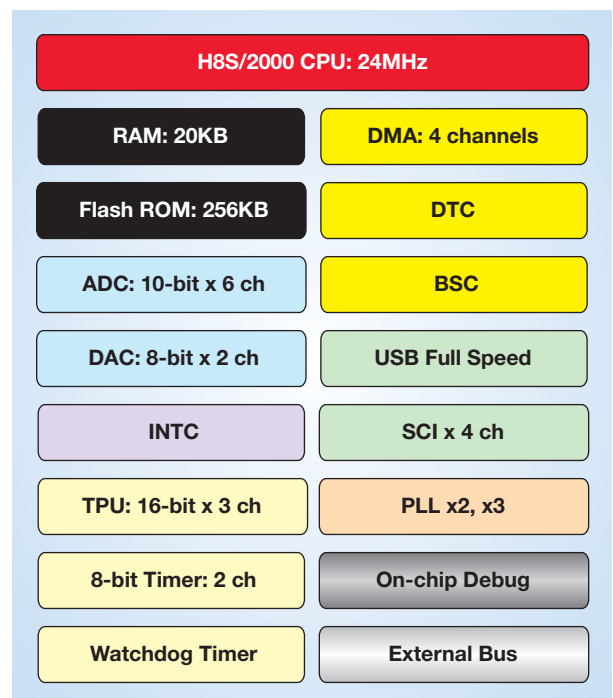 H8S/2000 CPU: 24MHz
RAM: 20KB
DMA: 4 channels
Flash ROM: 256KB
DTC
ADC: 10-bit x 6 ch
BSC
DAC: 8-bit x 2 ch
USB Full Speed
INTC
SCI x 4 ch
TPU: 16-bit x 3 ch
PLL x2, x3
8-bit Timer: 2 ch
On-chip Debug
Watchdog Timer
External Bus